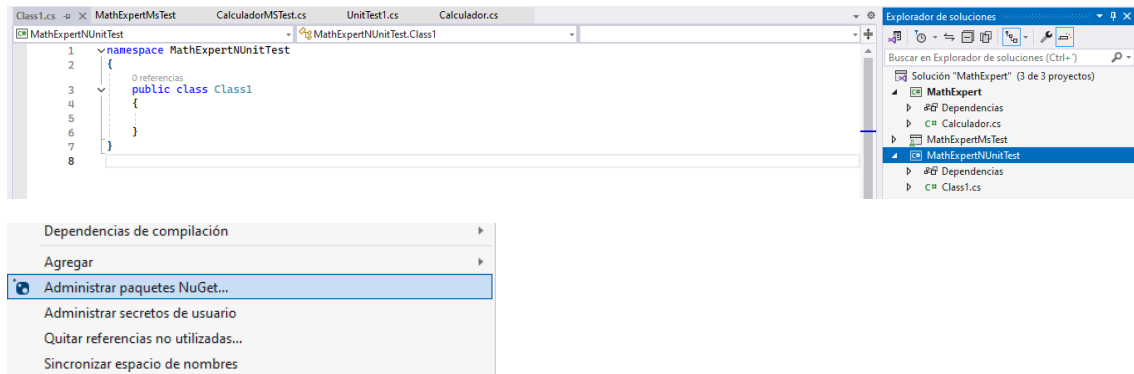 Class1.cs MathExpertMsTest CalculadorMSTest.cs UnitTest1.cs Calculador.cs
MathExpertNUnitTest MathExpertNUnitTest.Class1
1 namespace MathExpertNUnitTest
2 {
0 referencias
3 public class Class1
4 {
5
6 }
7 }
8
Explorador de soluciones
Buscar en Explorador de soluciones (Ctrl+´)
Solución "MathExpert" (3 de 3 proyectos)
C# MathExpert
Dependencias
C# Calculador.cs
MathExpertMsTest
C# MathExpertNUnitTest
Dependencias
C# Class1.cs
Dependencias de compilación
Agregar
Administrar paquetes NuGet...
Administrar secretos de usuario
Quitar referencias no utilizadas...
Sincronizar espacio de nombres